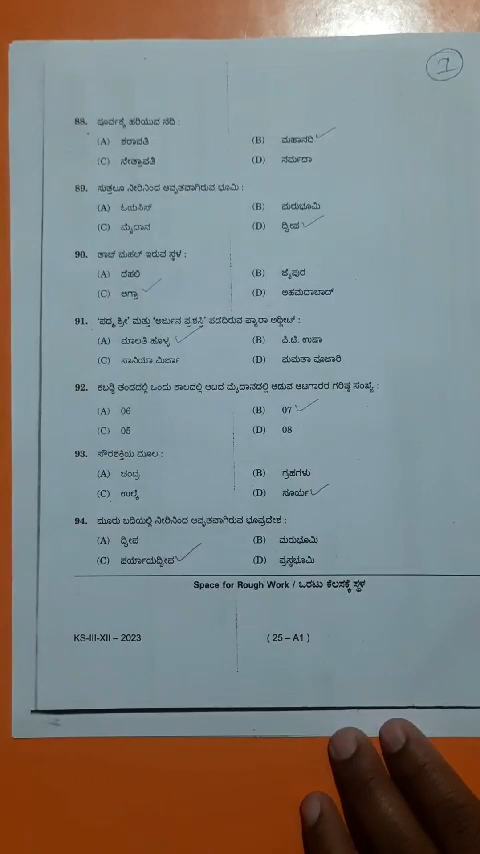 1
88. ಪೂರ್ವಕ್ಕೆ ಹರಿಯುವ ನದಿ :
(A) ಶರಾವತಿ (B) ಮಹಾನದಿ
(C) ನೇತ್ರಾವತಿ (D) ನರ್ಮದಾ
89. ಸುತ್ತಲೂ ನೀರಿನಿಂದ ಆವೃತವಾಗಿರುವ ಭೂಮಿ :
(A) ಓಯಸಿಸ್ (B) ಮರುಭೂಮಿ
(C) ಮೈದಾನ (D) ದ್ವೀಪ
90. ತಾಜ್ ಮಹಲ್ ಇರುವ ಸ್ಥಳ :
(A) ದೆಹಲಿ (B) ಜೈಪುರ
(C) ಆಗ್ರಾ (D) ಅಹಮದಾಬಾದ್
91. 'ಪದ್ಮಶ್ರೀ' ಮತ್ತು 'ಅರ್ಜುನ ಪ್ರಶಸ್ತಿ' ಪಡೆದಿರುವ ಪ್ಯಾರಾ ಅಥ್ಲೀಟ್ :
(A) ಮಾಲತಿ ಹೊಳ್ಳ (B) ಪಿ.ಟಿ. ಉಷಾ
(C) ಸಾನಿಯಾ ಮಿರ್ಜಾ (D) ಮಮತಾ ಪೂಜಾರಿ
92. ಕಬಡ್ಡಿ ತಂಡದಲ್ಲಿ ಒಂದು ಕಾಲದಲ್ಲಿ ಆಟದ ಮೈದಾನದಲ್ಲಿ ಆಡುವ ಆಟಗಾರರ ಗರಿಷ್ಠ ಸಂಖ್ಯೆ :
(A) 06 (B) 07
(C) 05 (D) 08
93. ಸೌರಶಕ್ತಿಯ ಮೂಲ :
(A) ಚಂದ್ರ (B) ಗ್ರಹಗಳು
(C) ಉಲ್ಕೆ (D) ಸೂರ್ಯ
94. ಮೂರು ಬದಿಯಲ್ಲಿ ನೀರಿನಿಂದ ಆವೃತವಾಗಿರುವ ಭೂಪ್ರದೇಶ :
(A) ದ್ವೀಪ (B) ಮರುಭೂಮಿ
(C) ಪರ್ಯಾಯದ್ವೀಪ (D) ಪ್ರಸ್ಥಭೂಮಿ
Space for Rough Work / ಒರಟು ಕೆಲಸಕ್ಕೆ ಸ್ಥಳ
KS-III-XII – 2023 ( 25 – A1 )